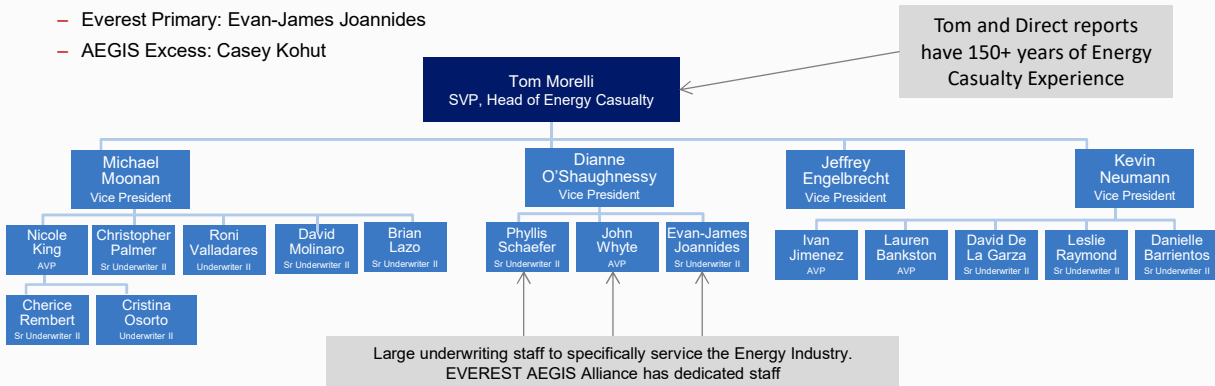 – Everest Primary: Evan-James Joannides
– AEGIS Excess: Casey Kohut
Tom and Direct reports
have 150+ years of Energy
Casualty Experience
Tom Morelli
SVP, Head of Energy Casualty
Michael
Moonan
Vice President
Dianne
O'Shaughnessy
Vice President
Jeffrey
Engelbrecht
Vice President
Kevin
Neumann
Vice President
Nicole
King
AVP
Christopher
Palmer
Sr Underwriter II
Roni
Valladares
Underwriter II
David
Molinaro
Sr Underwriter II
Brian
Lazo
Sr Underwriter II
Phyllis
Schaefer
Sr Underwriter II
John
Whyte
AVP
Evan-James
Joannides
Sr Underwriter II
Ivan
Jimenez
AVP
Lauren
Bankston
AVP
David De
La Garza
Sr Underwriter II
Leslie
Raymond
Sr Underwriter II
Danielle
Barrientos
Sr Underwriter II
Cherice
Rembert
Sr Underwriter II
Cristina
Osorto
Underwriter II
Large underwriting staff to specifically service the Energy Industry.
EVEREST AEGIS Alliance has dedicated staff